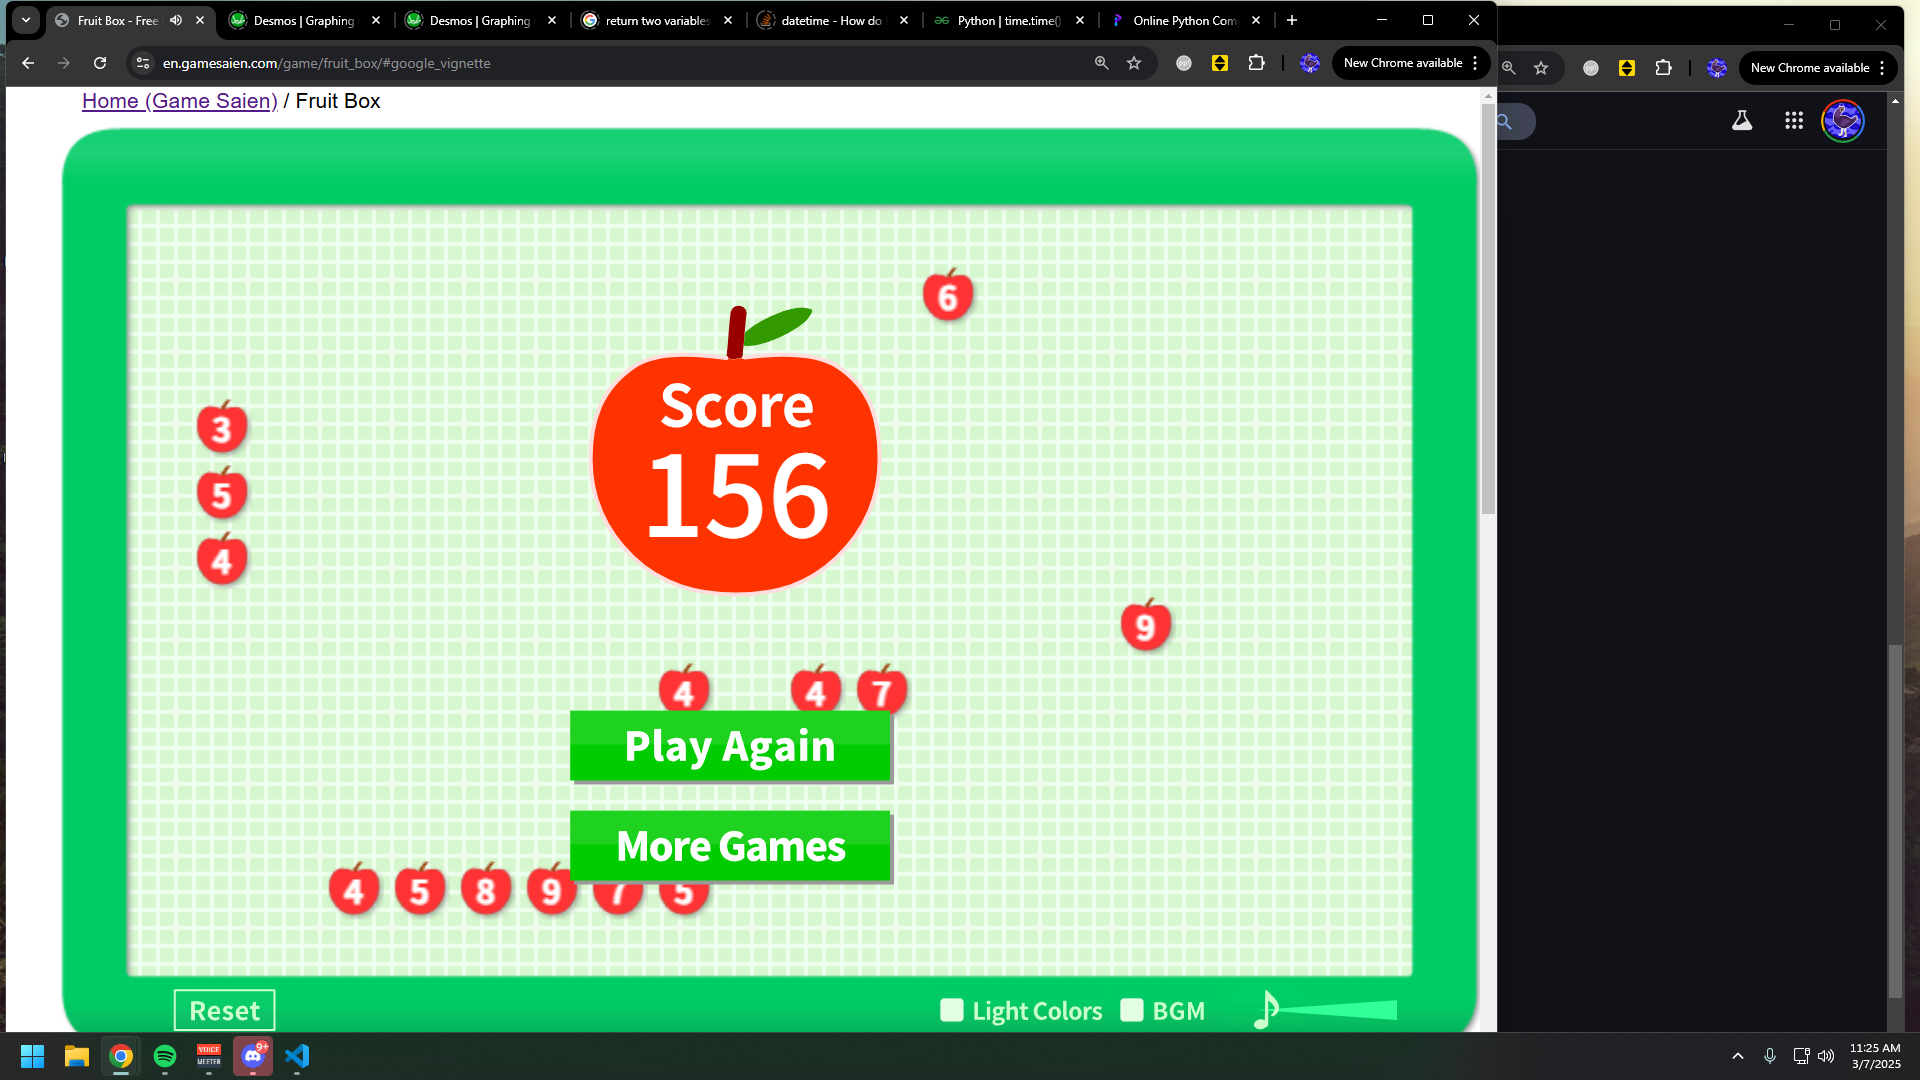 Fruit Box - Free
Desmos | Graphing
Desmos | Graphing
return two variables
datetime - How do
Python | time.time()
Online Python Com
en.gamesaien.com/game/fruit_box/#google_vignette
New Chrome available
New Chrome available
Home (Game Saien) / Fruit Box
6
Score
156
3
5
4
9
4 4 7
Play Again
More Games
4 5 8 9 7 5
Reset
Light Colors
BGM
VOICE
MEETER
9+
11:25 AM
3/7/2025